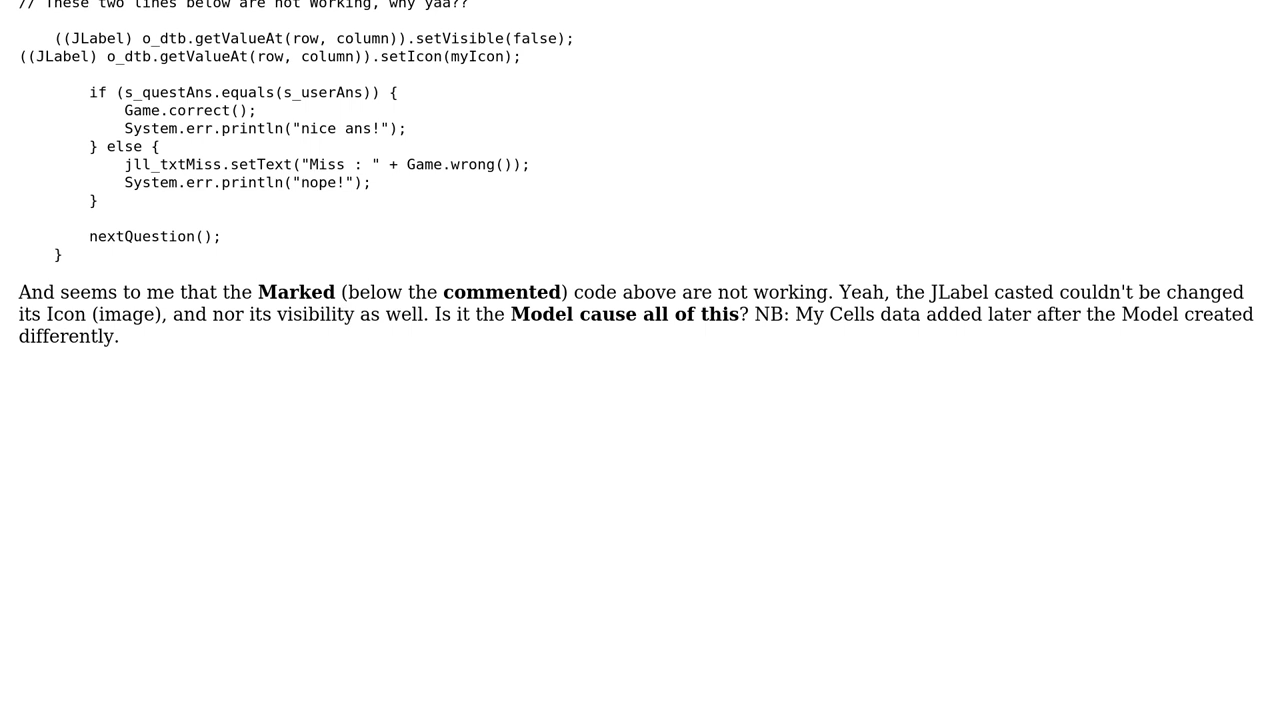 // These two lines below are not Working, why yaa??
((JLabel) o_dtb.getValueAt(row, column)).setVisible(false);
((JLabel) o_dtb.getValueAt(row, column)).setIcon(myIcon);
if (s_questAns.equals(s_userAns)) {
Game.correct();
System.err.println("nice ans!");
} else {
jll_txtMiss.setText("Miss : " + Game.wrong());
System.err.println("nope!");
}
nextQuestion();
}
And seems to me that the Marked (below the commented) code above are not working. Yeah, the JLabel casted couldn't be changed
its Icon (image), and nor its visibility as well. Is it the Model cause all of this? NB: My Cells data added later after the Model created
differently.